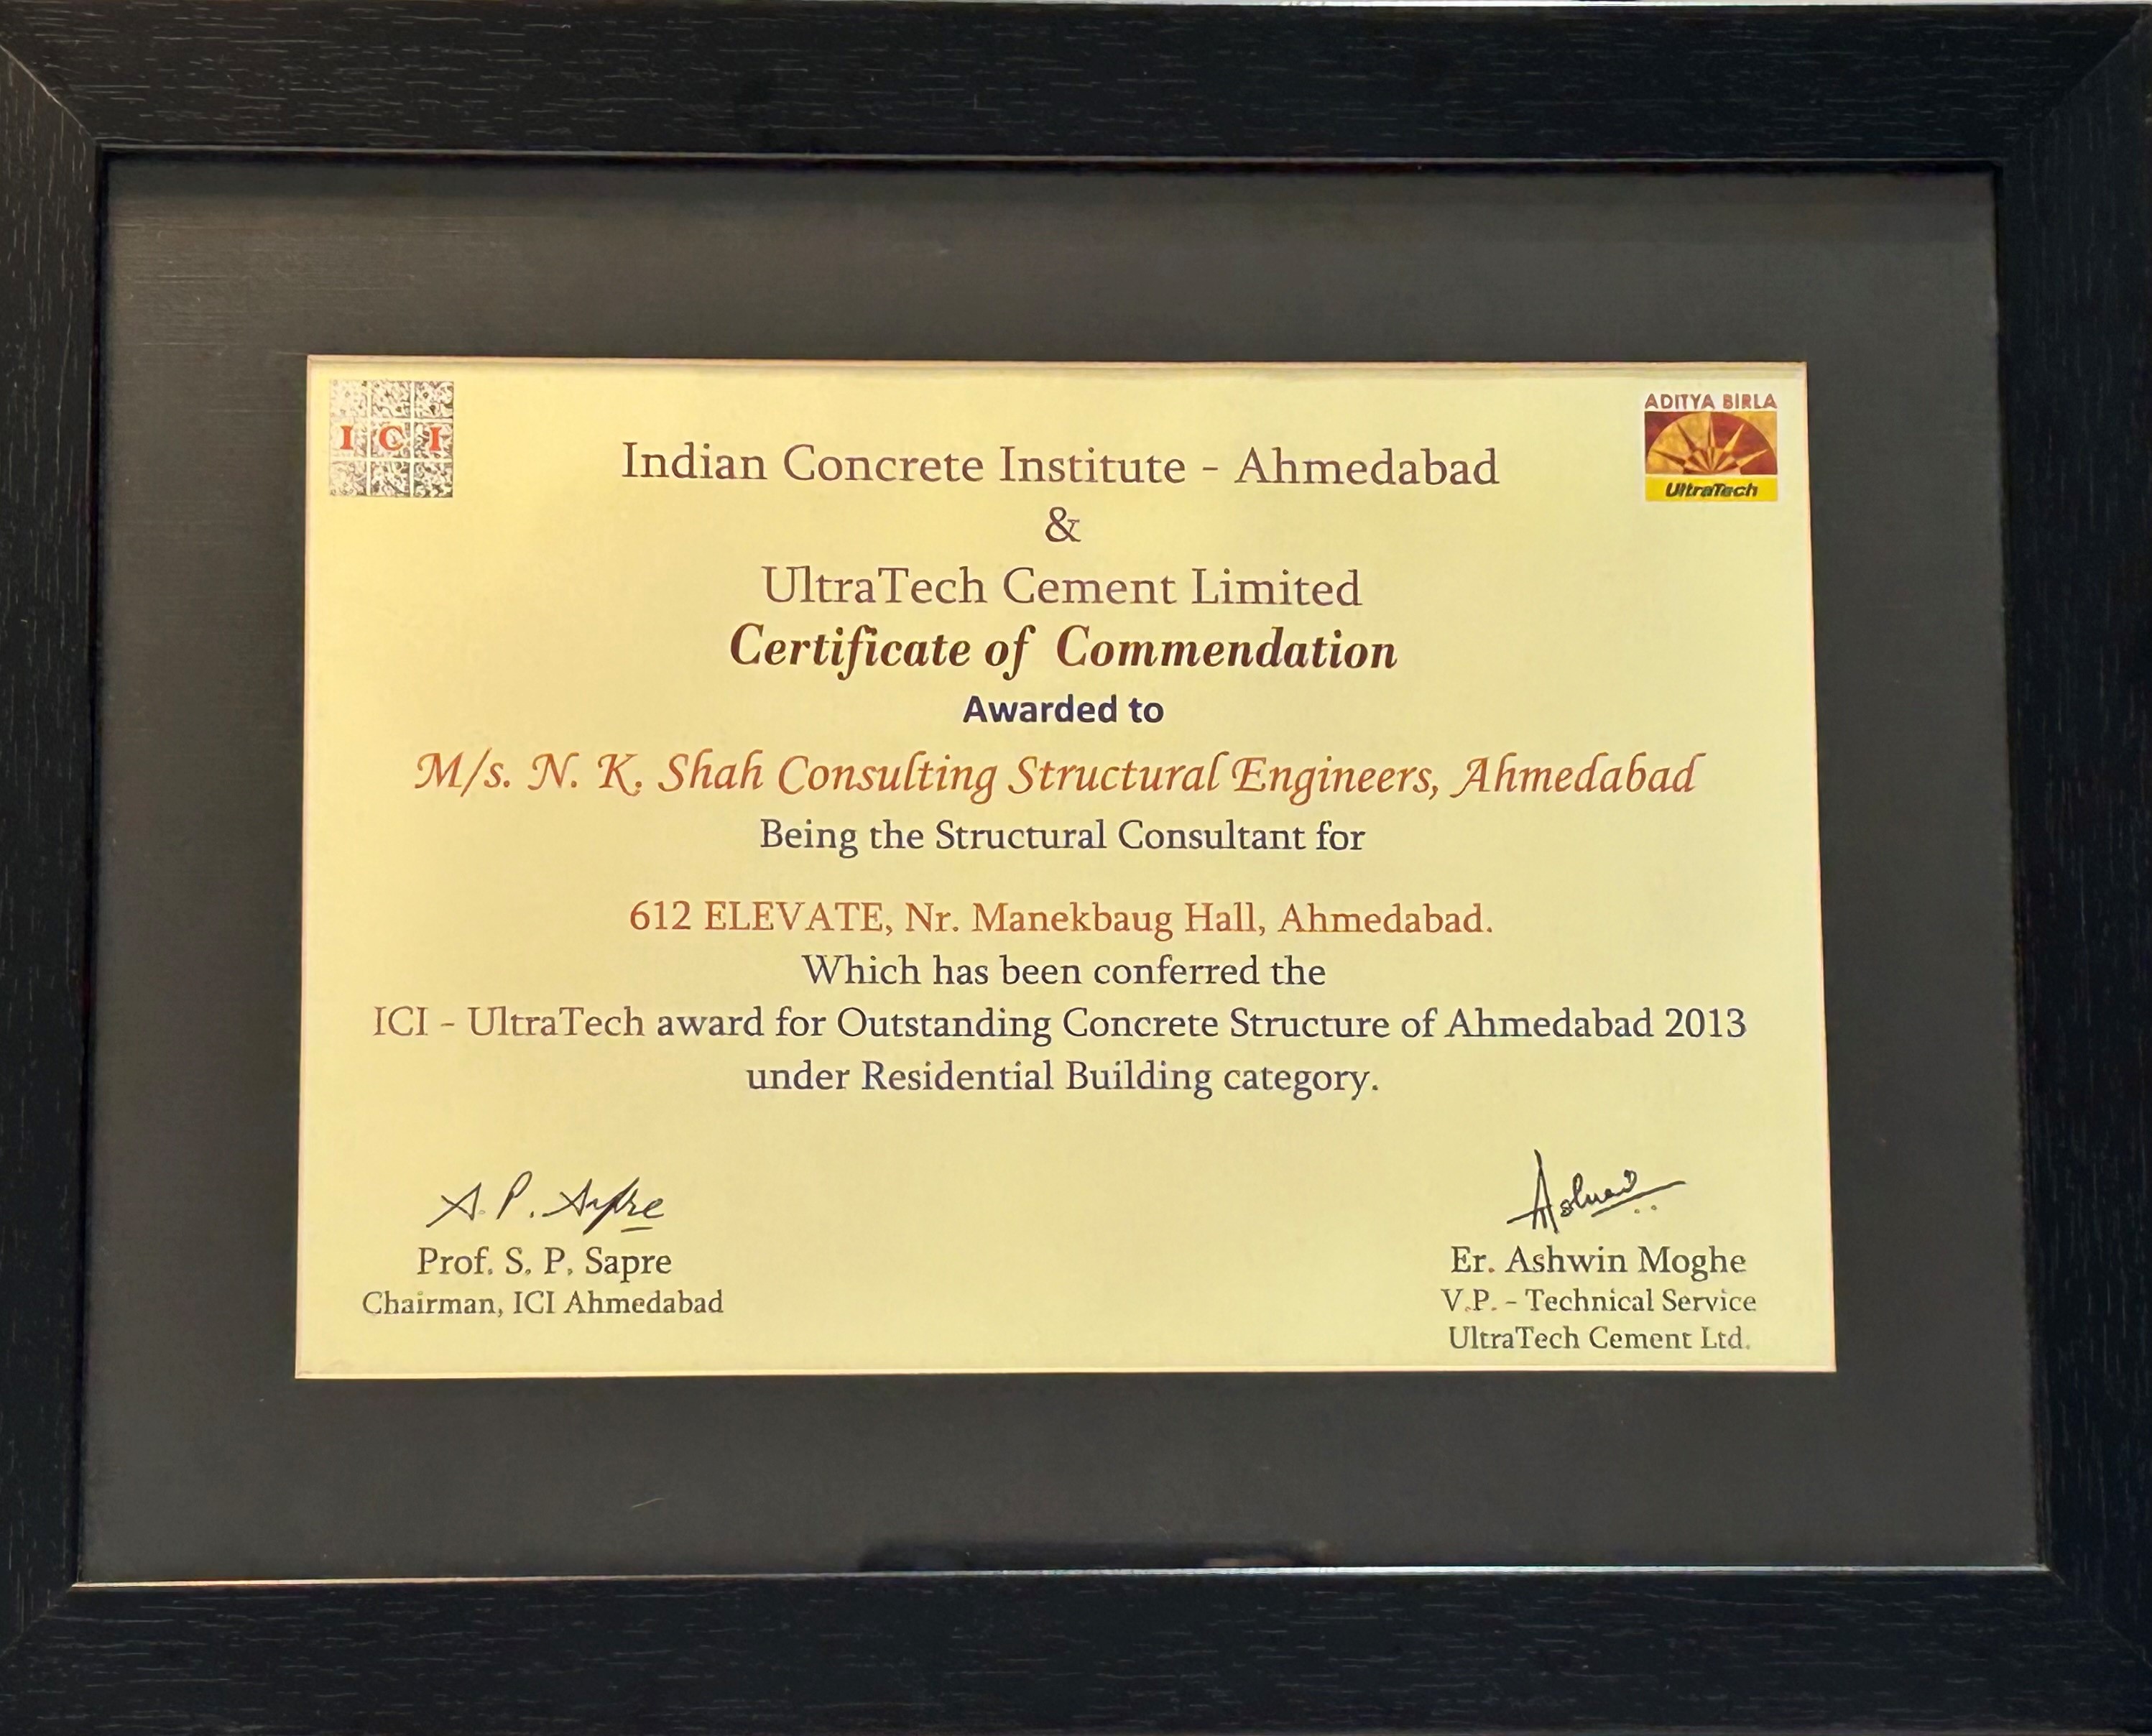 I C I
ADITYA BIRLA
UltraTech
Indian Concrete Institute - Ahmedabad
&
UltraTech Cement Limited
Certificate of Commendation
Awarded to
M/s. N. K. Shah Consulting Structural Engineers, Ahmedabad
Being the Structural Consultant for
612 ELEVATE, Nr. Manekbaug Hall, Ahmedabad.
Which has been conferred the
ICI - UltraTech award for Outstanding Concrete Structure of Ahmedabad 2013
under Residential Building category.
Prof. S. P. Sapre
Chairman, ICI Ahmedabad
Er. Ashwin Moghe
V.P. - Technical Service
UltraTech Cement Ltd.